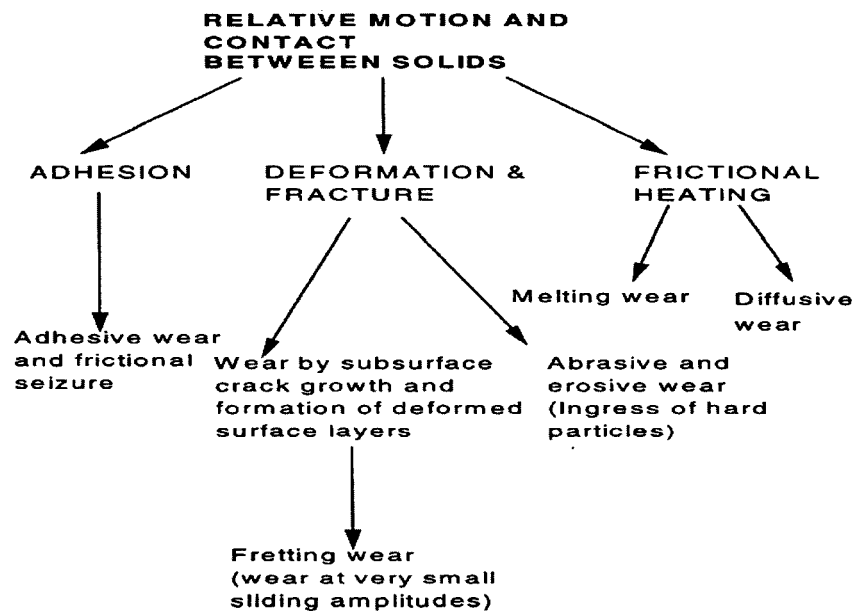 RELATIVE MOTION AND
CONTACT
BETWEEEN SOLIDS
ADHESION
DEFORMATION &
FRACTURE
FRICTIONAL
HEATING
Melting wear
Diffusive
wear
Adhesive wear
and frictional
seizure
Wear by subsurface
crack growth and
formation of deformed
surface layers
Abrasive and
erosive wear
(Ingress of hard
particles)
Fretting wear
(wear at very small
sliding amplitudes)